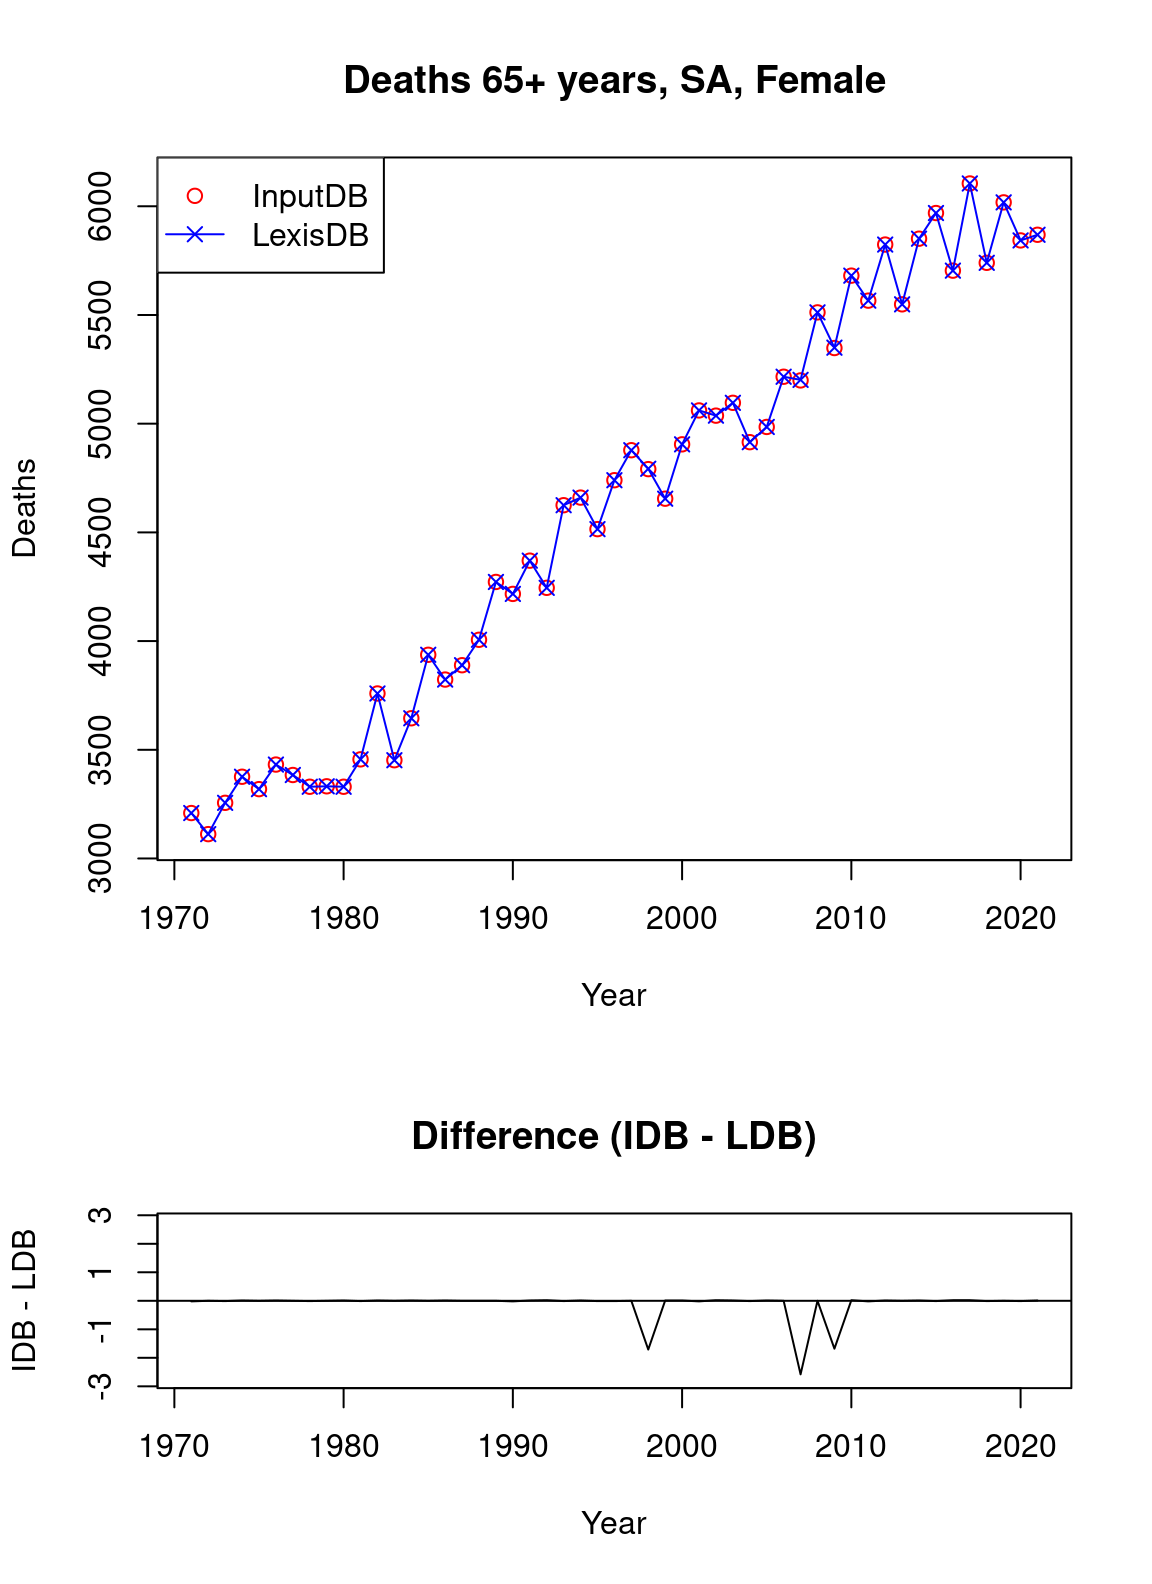 Deaths 65+ years, SA, Female
InputDB
LexisDB
Deaths
6000
5500
5000
4500
4000
3500
3000
1970 1980 1990 2000 2010 2020
Year
Difference (IDB - LDB)
IDB - LDB
3
1
-1
-3
1970 1980 1990 2000 2010 2020
Year